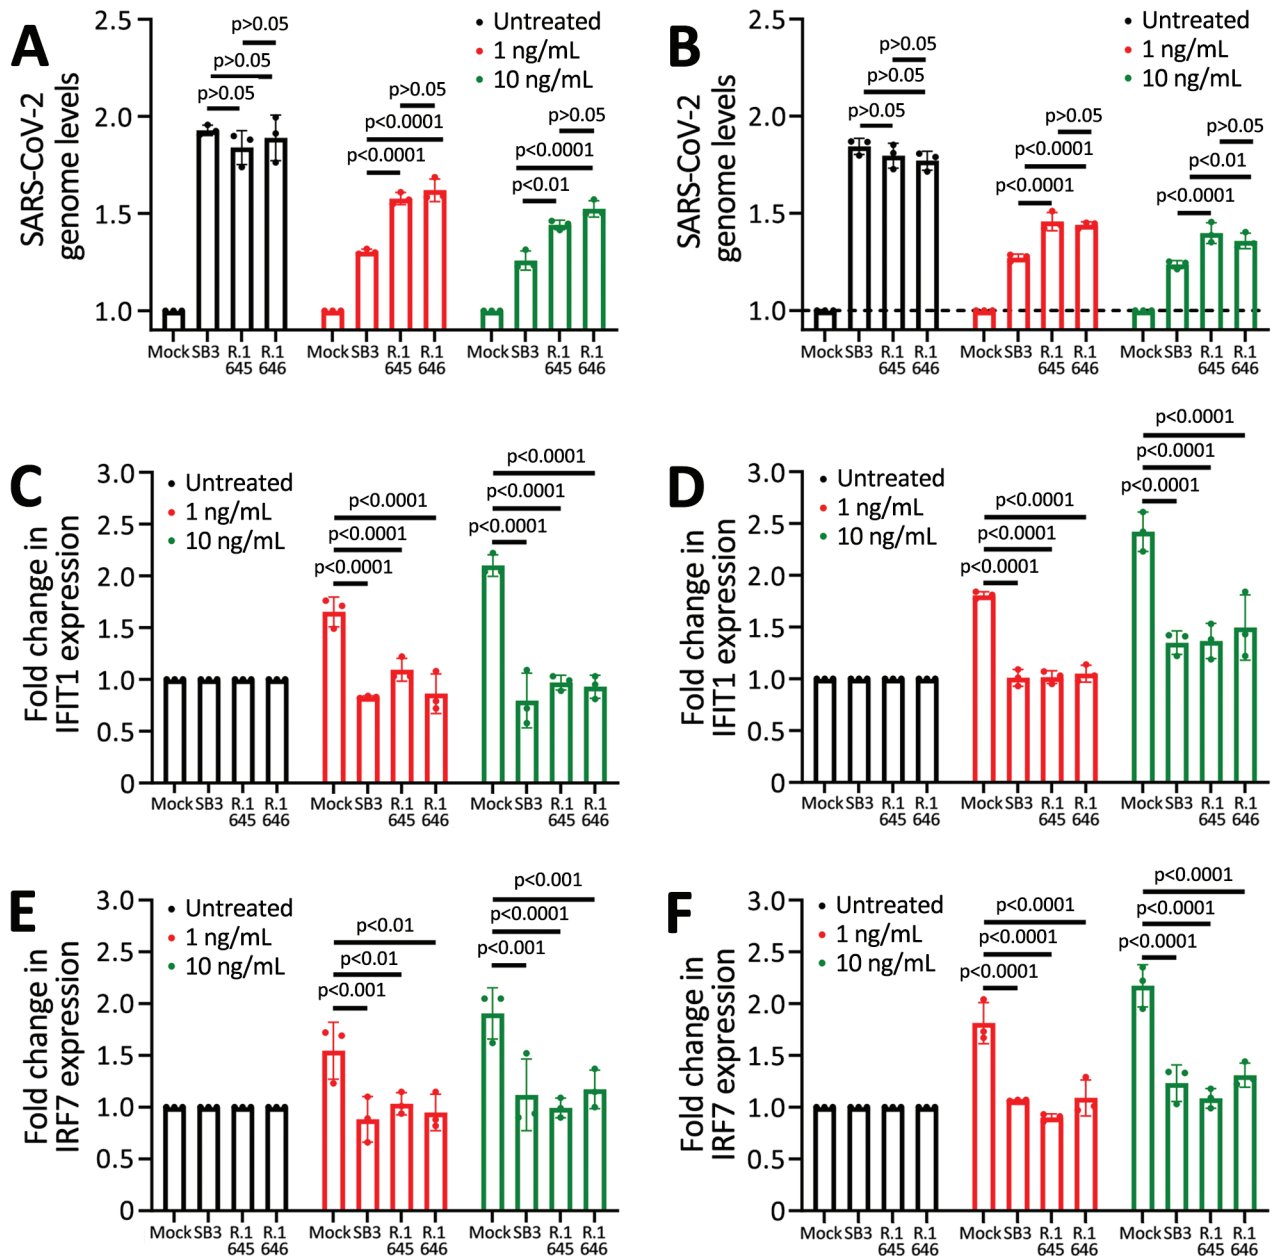 A
SARS-CoV-2
genome levels
2.5
2.0
1.5
1.0
Untreated
1 ng/mL
10 ng/mL
p>0.05
p>0.05
p>0.05
p>0.05
p<0.0001
p<0.0001
p>0.05
p<0.0001
p<0.01
Mock SB3 R.1 R.1 Mock SB3 R.1 R.1 Mock SB3 R.1 R.1
645 646 645 646 645 646
B
SARS-CoV-2
genome levels
2.5
2.0
1.5
1.0
Untreated
1 ng/mL
10 ng/mL
p>0.05
p>0.05
p>0.05
p>0.05
p<0.0001
p<0.0001
p>0.05
p<0.01
p<0.0001
Mock SB3 R.1 R.1 Mock SB3 R.1 R.1 Mock SB3 R.1 R.1
645 646 645 646 645 646
C
Fold change in
IFIT1 expression
3.0
2.5
2.0
1.5
1.0
0.5
0
Untreated
1 ng/mL
10 ng/mL
p<0.0001
p<0.0001
p<0.0001
p<0.0001
p<0.0001
p<0.0001
Mock SB3 R.1 R.1 Mock SB3 R.1 R.1 Mock SB3 R.1 R.1
645 646 645 646 645 646
D
Fold change in
IFIT1 expression
3.0
2.5
2.0
1.5
1.0
0.5
0
Untreated
1 ng/mL
10 ng/mL
p<0.0001
p<0.0001
p<0.0001
p<0.0001
p<0.0001
p<0.0001
Mock SB3 R.1 R.1 Mock SB3 R.1 R.1 Mock SB3 R.1 R.1
645 646 645 646 645 646
E
Fold change in
IRF7 expression
3.0
2.5
2.0
1.5
1.0
0.5
0
Untreated
1 ng/mL
10 ng/mL
p<0.01
p<0.01
p<0.001
p<0.001
p<0.0001
p<0.001
Mock SB3 R.1 R.1 Mock SB3 R.1 R.1 Mock SB3 R.1 R.1
645 646 645 646 645 646
F
Fold change in
IRF7 expression
3.0
2.5
2.0
1.5
1.0
0.5
0
Untreated
1 ng/mL
10 ng/mL
p<0.0001
p<0.0001
p<0.0001
p<0.0001
p<0.0001
p<0.0001
Mock SB3 R.1 R.1 Mock SB3 R.1 R.1 Mock SB3 R.1 R.1
645 646 645 646 645 646